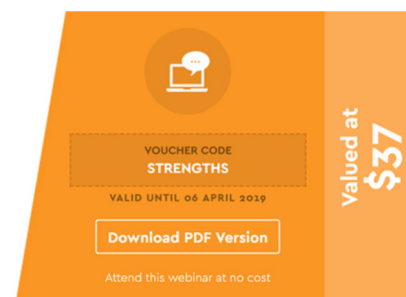 VOUCHER CODE
STRENGTHS
VALID UNTIL 06 APRIL 2019
Download PDF Version
Attend this webinar at no cost
Valued at
$37